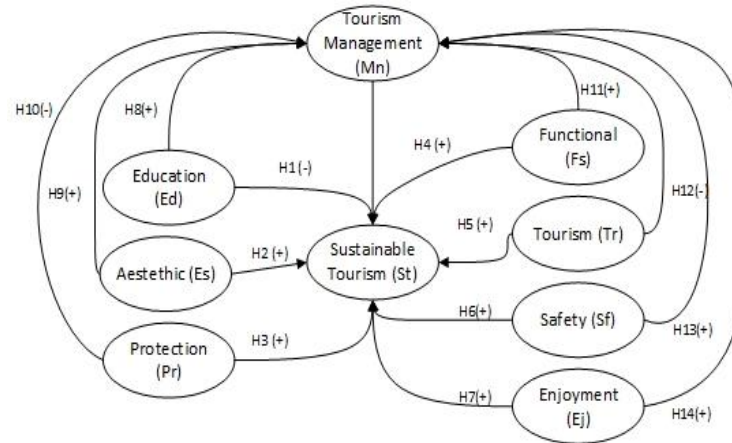 Tourism
Management
(Mn)
H10(-)
H8(+)
H11(+)
Functional
(Fs)
H4 (+)
Education
(Ed)
H1 (-)
H9(+)
H12(-)
H5 (+)
Tourism (Tr)
Sustainable
Tourism (St)
H2 (+)
Aestethic (Es)
H6(+)
Safety (Sf)
H13(+)
Protection
(Pr)
H3 (+)
H7(+)
Enjoyment
(Ej)
H14(+)